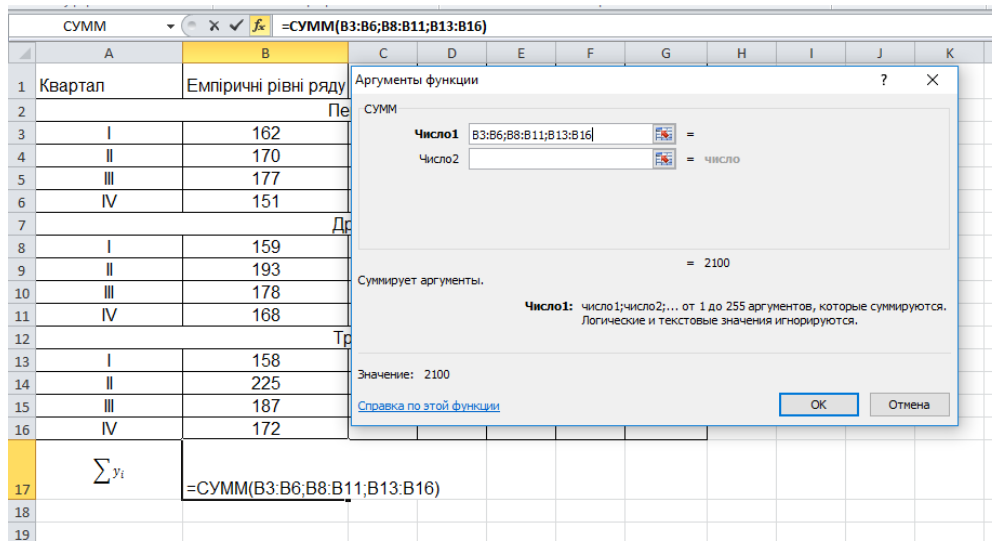 СУММ =СУММ(B3:B6;B8:B11;B13:B16)
A B C D E F G H I J K
1 Квартал Емпіричні рівні ряду
2 Пе
3 I 162
4 II 170
5 III 177
6 IV 151
7 Др
8 I 159
9 II 193
10 III 178
11 IV 168
12 Тр
13 I 158
14 II 225
15 III 187
16 IV 172
17 ∑ yᵢ =СУММ(B3:B6;B8:B11;B13:B16)
18
19
Аргументы функции ? X
СУММ
Число1 B3:B6;B8:B11;B13:B16 =
Число2 = число
= 2100
Суммирует аргументы.
Число1: число1;число2;... от 1 до 255 аргументов, которые суммируются.
Логические и текстовые значения игнорируются.
Значение: 2100
Справка по этой функции OK Отмена